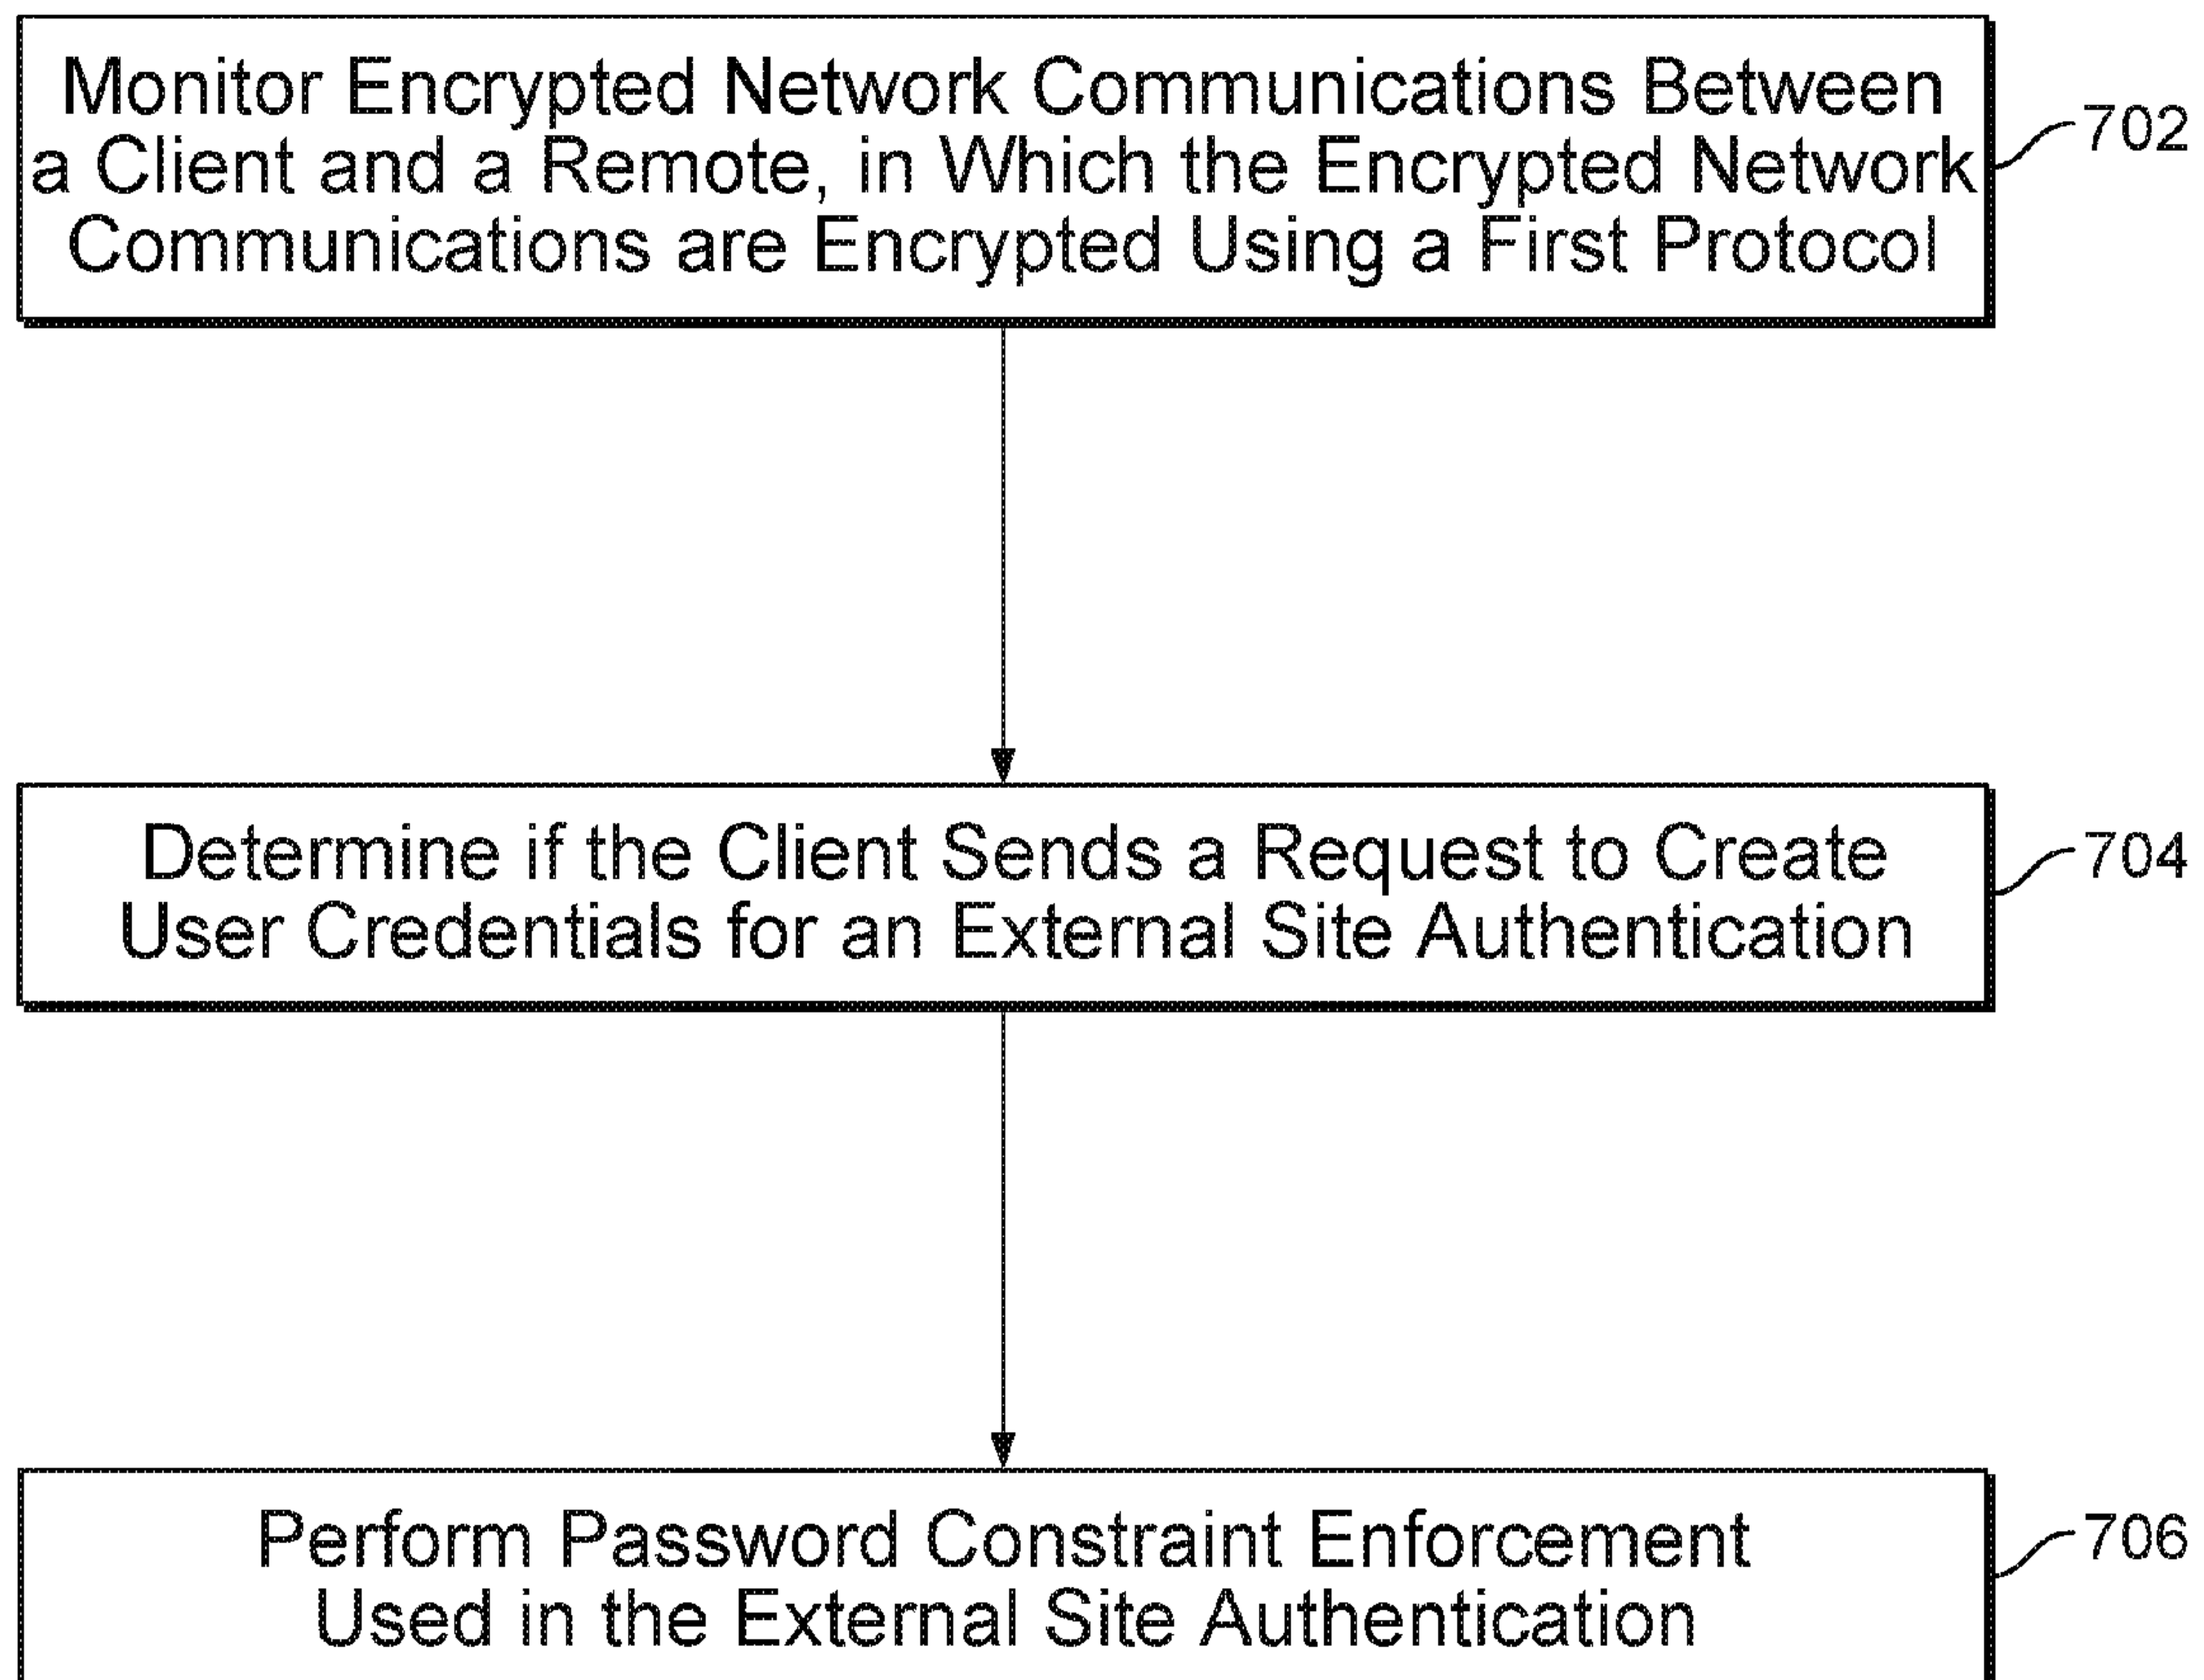 Monitor Encrypted Network Communications Between
a Client and a Remote, in Which the Encrypted Network
Communications are Encrypted Using a First Protocol
702
Determine if the Client Sends a Request to Create
User Credentials for an External Site Authentication
704
Perform Password Constraint Enforcement
Used in the External Site Authentication
706